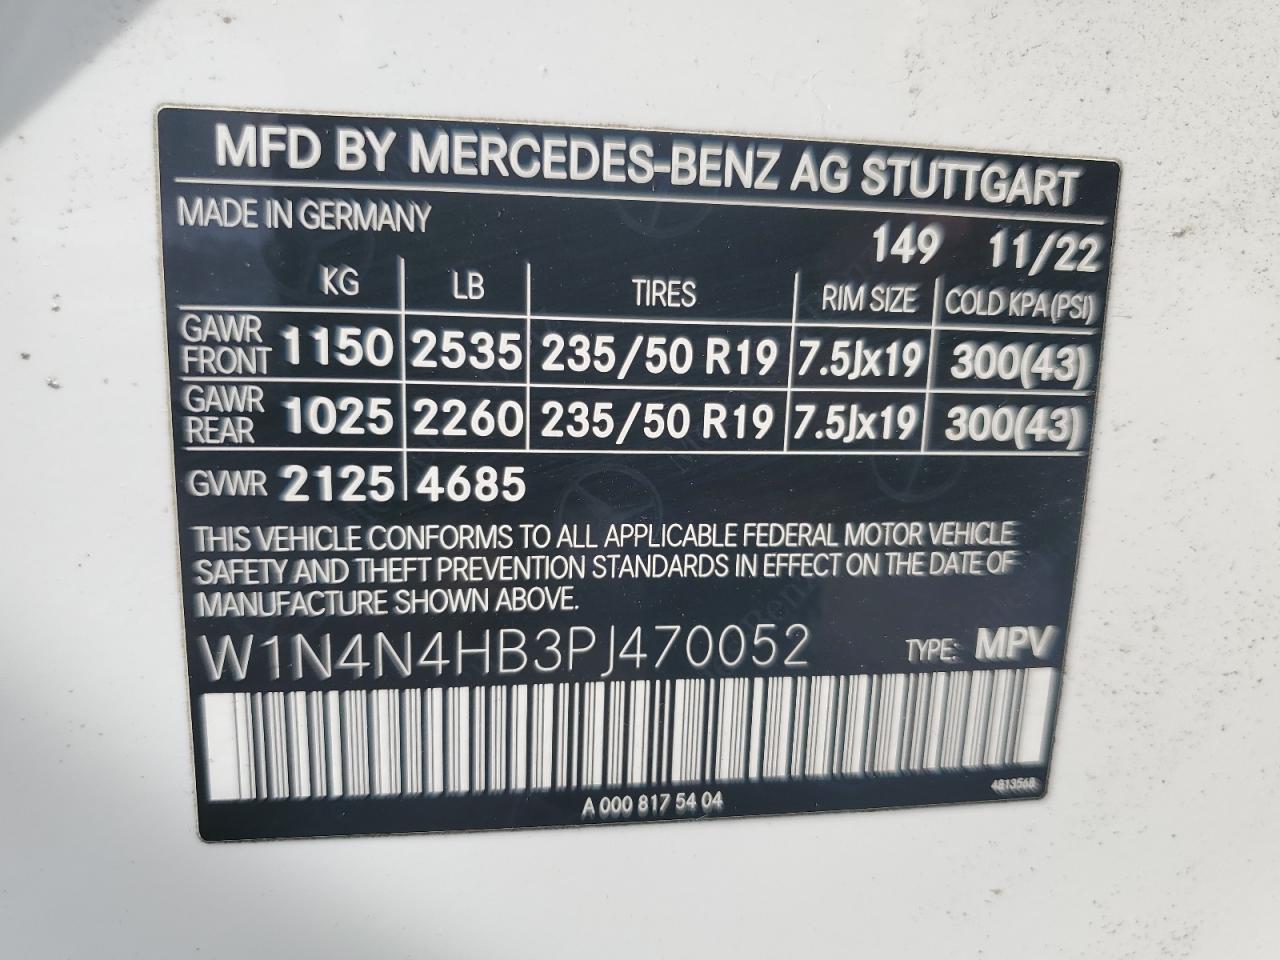 MFD BY MERCEDES-BENZ AG STUTTGART
MADE IN GERMANY
149 11/22
KG LB TIRES RIM SIZE COLD KPA(PSI)
GAWR FRONT 1150 2535 235/50 R19 7.5Jx19 300(43)
GAWR REAR 1025 2260 235/50 R19 7.5Jx19 300(43)
GVWR 2125 4685
THIS VEHICLE CONFORMS TO ALL APPLICABLE FEDERAL MOTOR VEHICLE
SAFETY AND THEFT PREVENTION STANDARDS IN EFFECT ON THE DATE OF
MANUFACTURE SHOWN ABOVE.
W1N4N4HB3PJ470052 TYPE: MPV
A 000 817 54 04
4813568